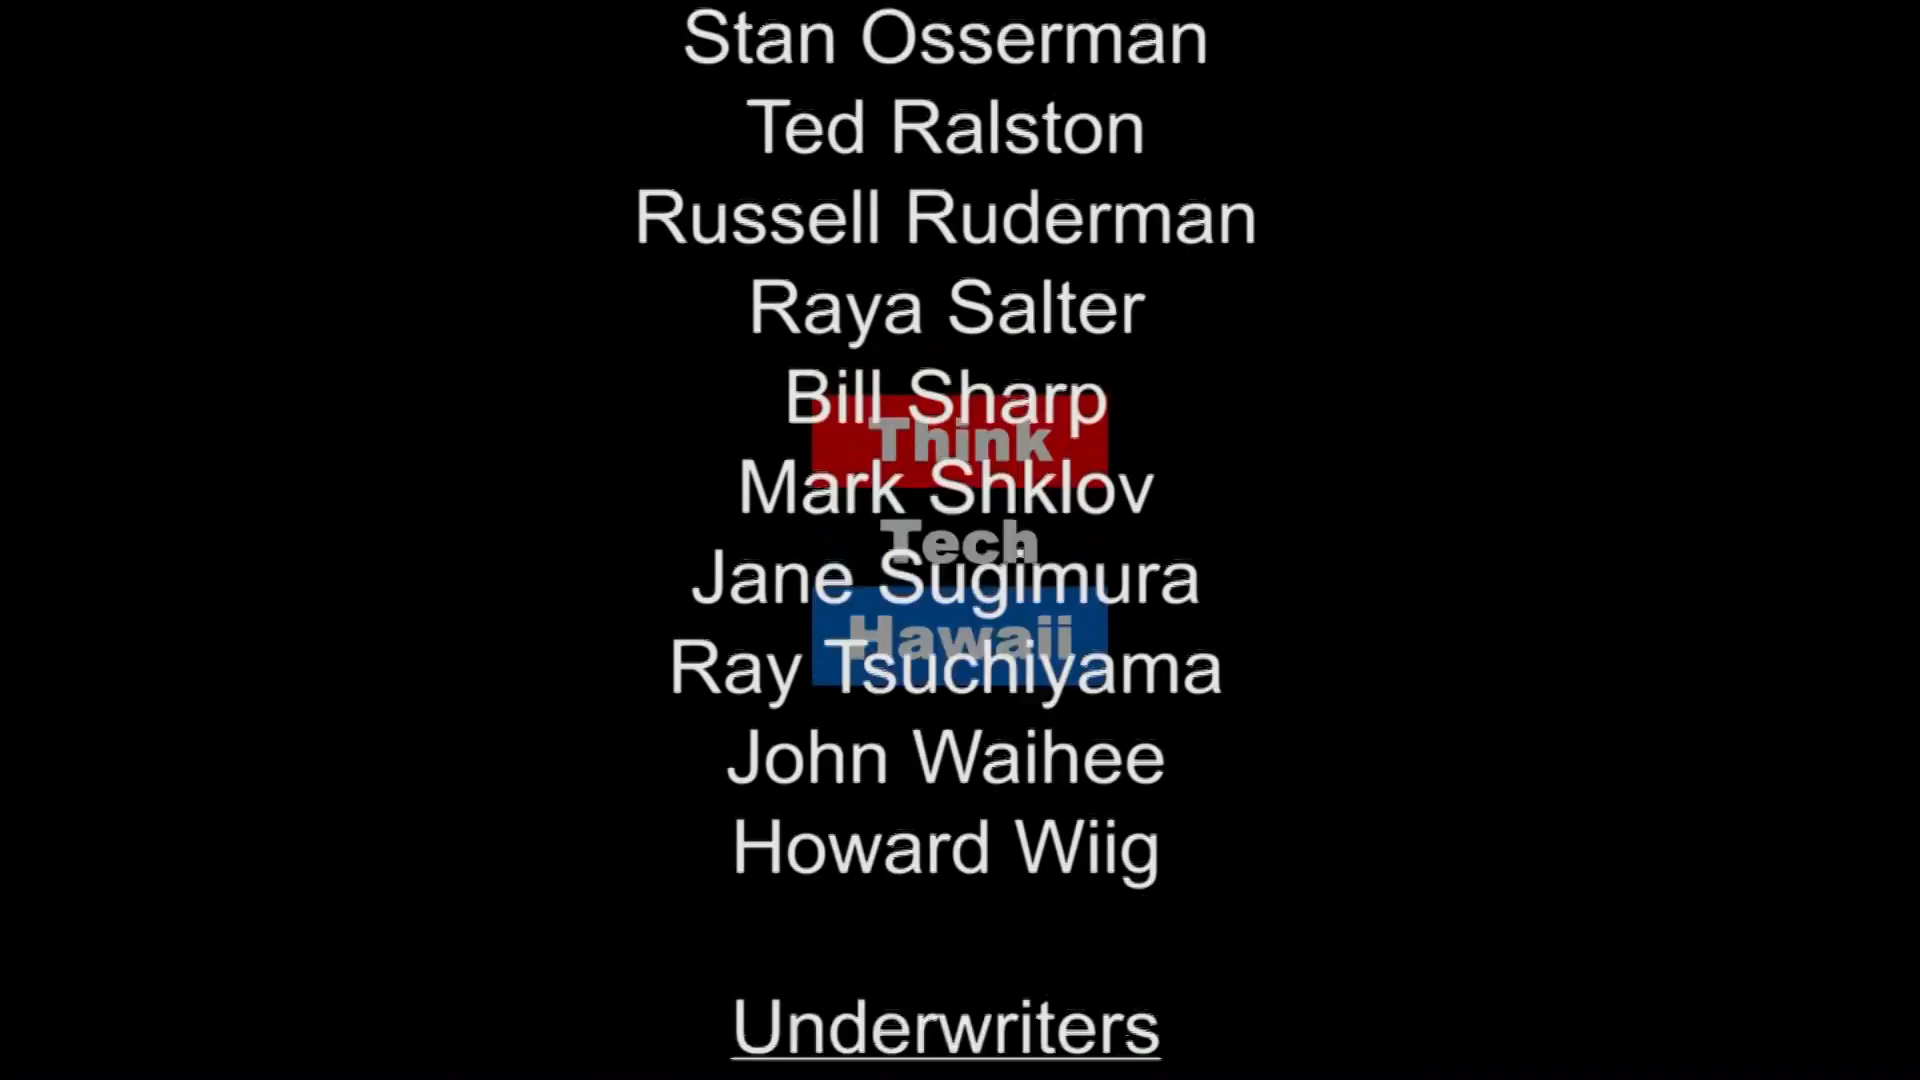 Stan Osserman
Ted Ralston
Russell Ruderman
Raya Salter
Bill Sharp
Think
Mark Shklov
Tech
Jane Sugimura
Hawaii
Ray Tsuchiyama
John Waihee
Howard Wiig
Underwriters